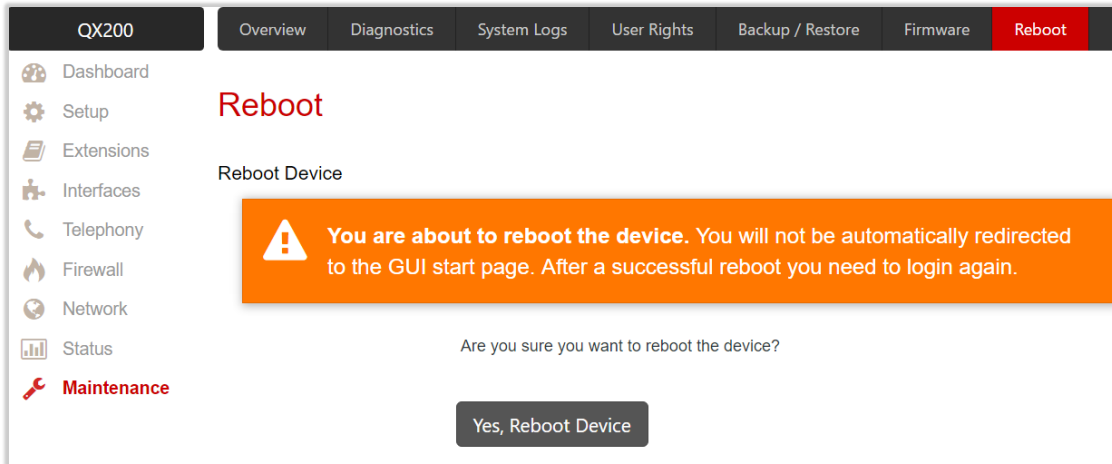 QX200
Overview Diagnostics System Logs User Rights Backup / Restore Firmware Reboot
Dashboard
Setup
Extensions
Interfaces
Telephony
Firewall
Network
Status
Maintenance
Reboot
Reboot Device
You are about to reboot the device. You will not be automatically redirected
to the GUI start page. After a successful reboot you need to login again.
Are you sure you want to reboot the device?
Yes, Reboot Device